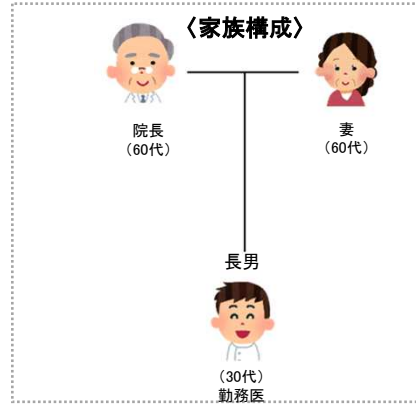 〈家族構成〉
院長
（60代）
妻
（60代）
長男
（30代）
勤務医